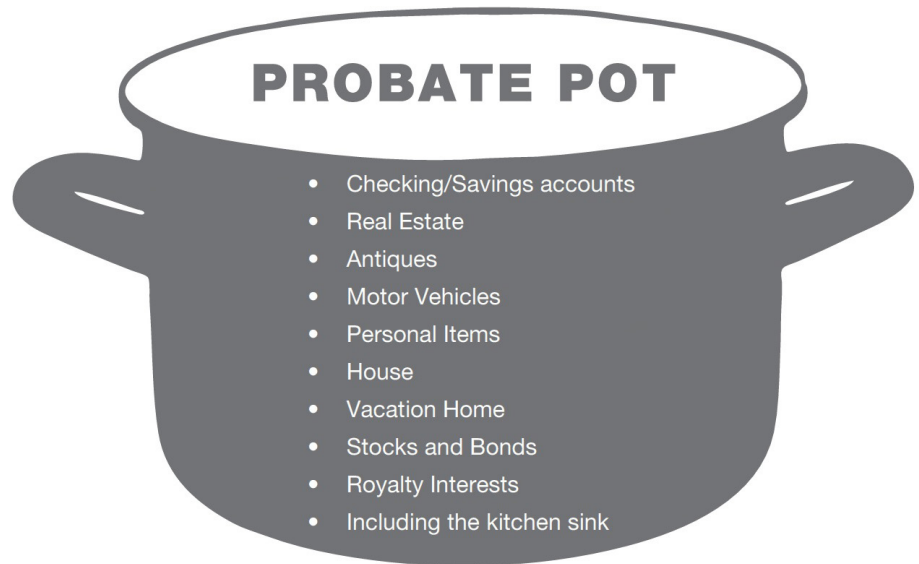 PROBATE POT
• Checking/Savings accounts
• Real Estate
• Antiques
• Motor Vehicles
• Personal Items
• House
• Vacation Home
• Stocks and Bonds
• Royalty Interests
• Including the kitchen sink